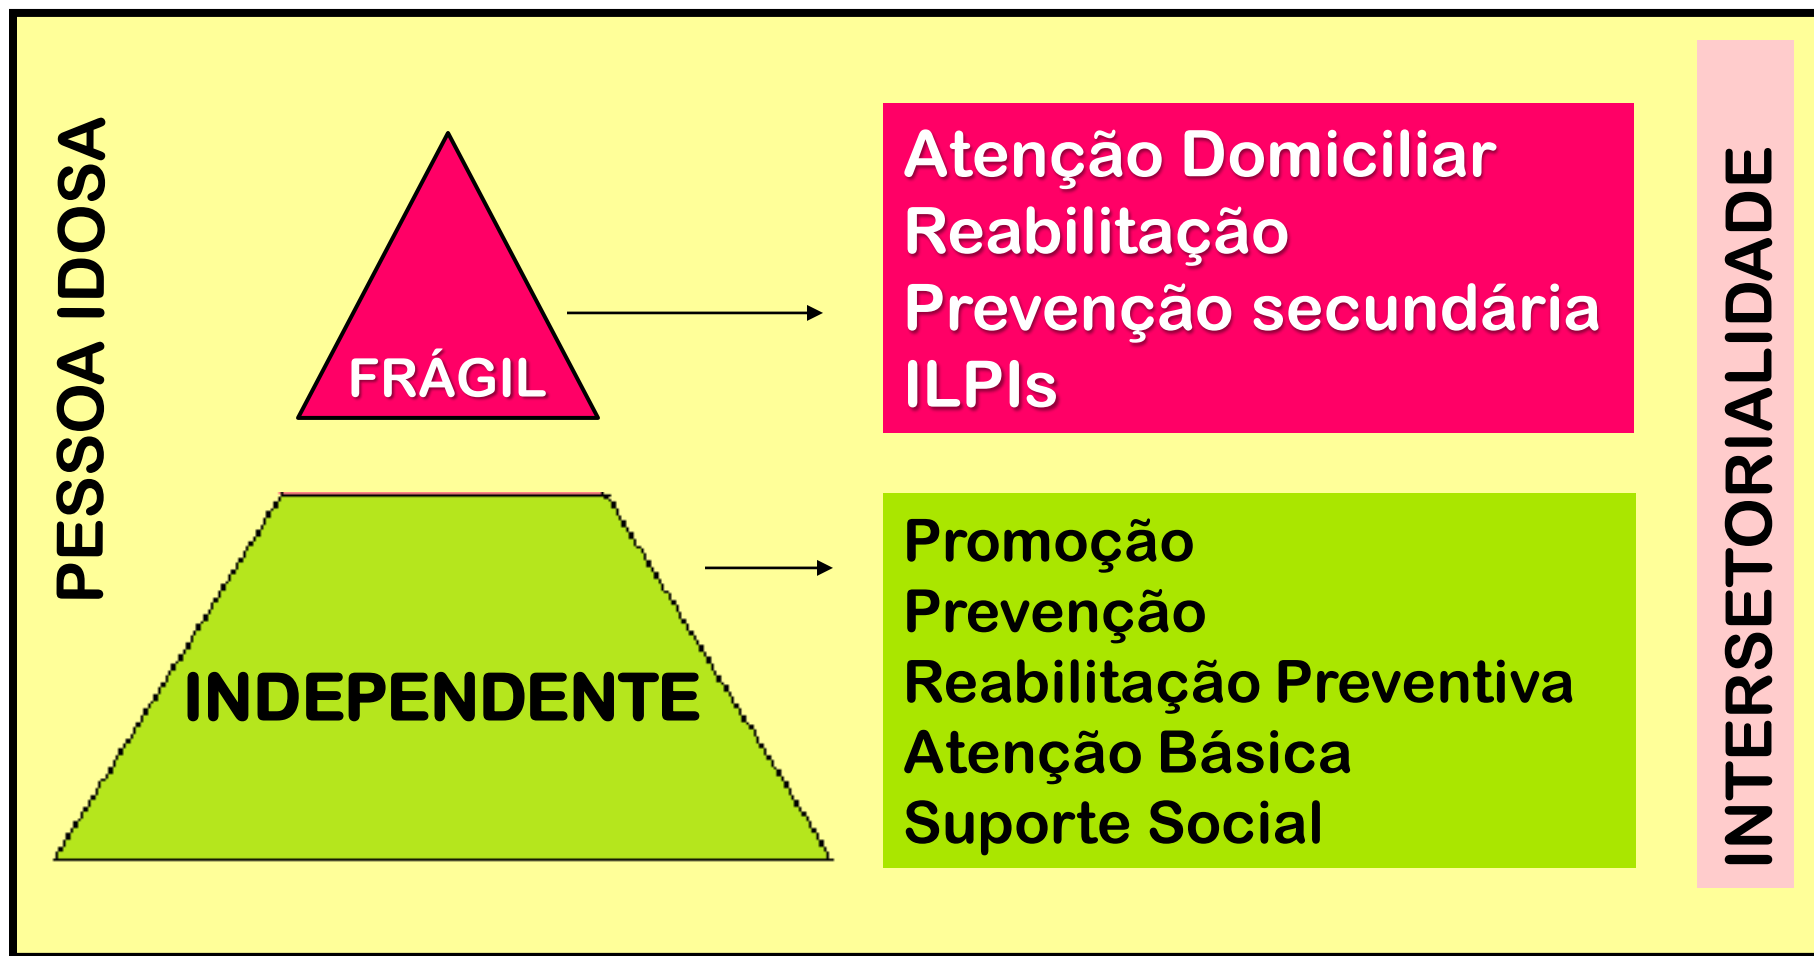 PESSOA IDOSA
FRÁGIL
Atenção Domiciliar
Reabilitação
Prevenção secundária
ILPIs
INDEPENDENTE
Promoção
Prevenção
Reabilitação Preventiva
Atenção Básica
Suporte Social
INTERSETORIALIDADE